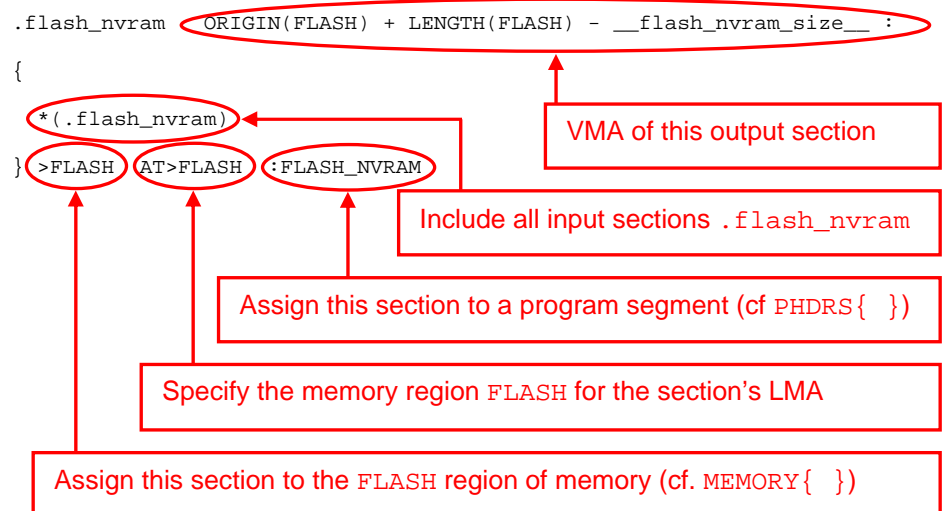 .flash_nvram ORIGIN(FLASH) + LENGTH(FLASH) - __flash_nvram_size__ :
{
*(.flash_nvram)
} >FLASH AT>FLASH :FLASH_NVRAM
VMA of this output section
Include all input sections .flash_nvram
Assign this section to a program segment (cf PHDRS{ })
Specify the memory region FLASH for the section's LMA
Assign this section to the FLASH region of memory (cf. MEMORY{ })